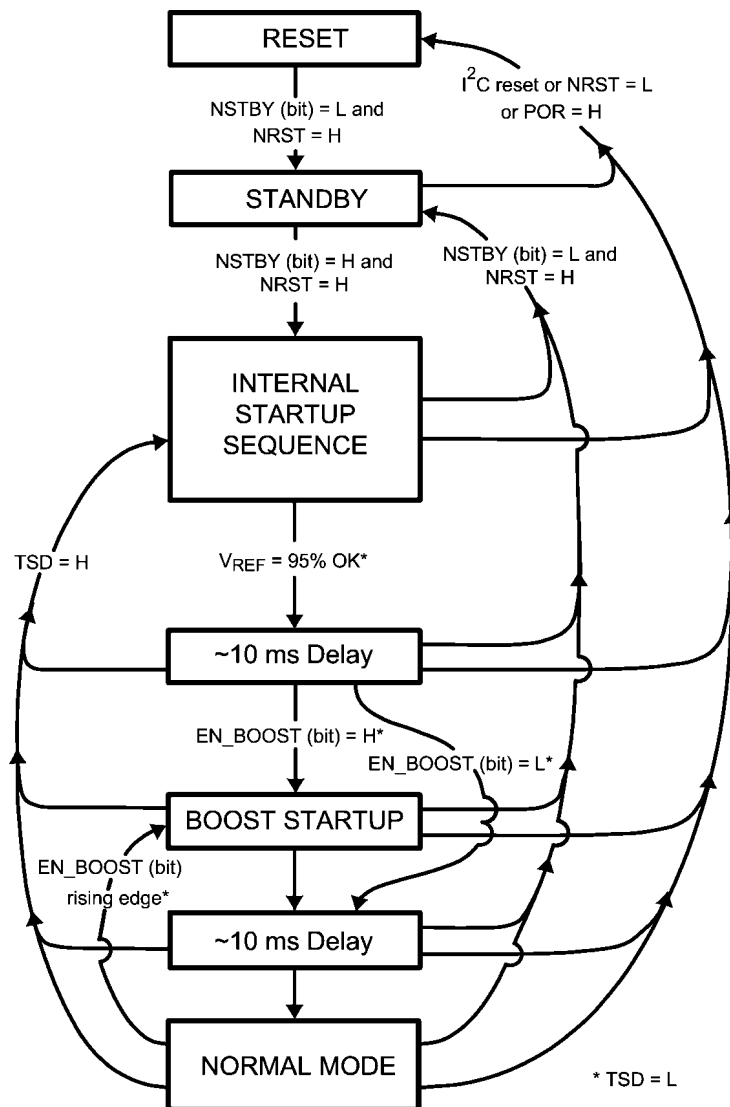 RESET
I²C reset or NRST = L
or POR = H
NSTBY (bit) = L and
NRST = H
STANDBY
NSTBY (bit) = H and
NRST = H
NSTBY (bit) = L and
NRST = H
INTERNAL
STARTUP
SEQUENCE
TSD = H
VREF = 95% OK*
~10 ms Delay
EN_BOOST (bit) = H*
EN_BOOST (bit) = L*
BOOST STARTUP
EN_BOOST (bit)
rising edge*
~10 ms Delay
NORMAL MODE
* TSD = L